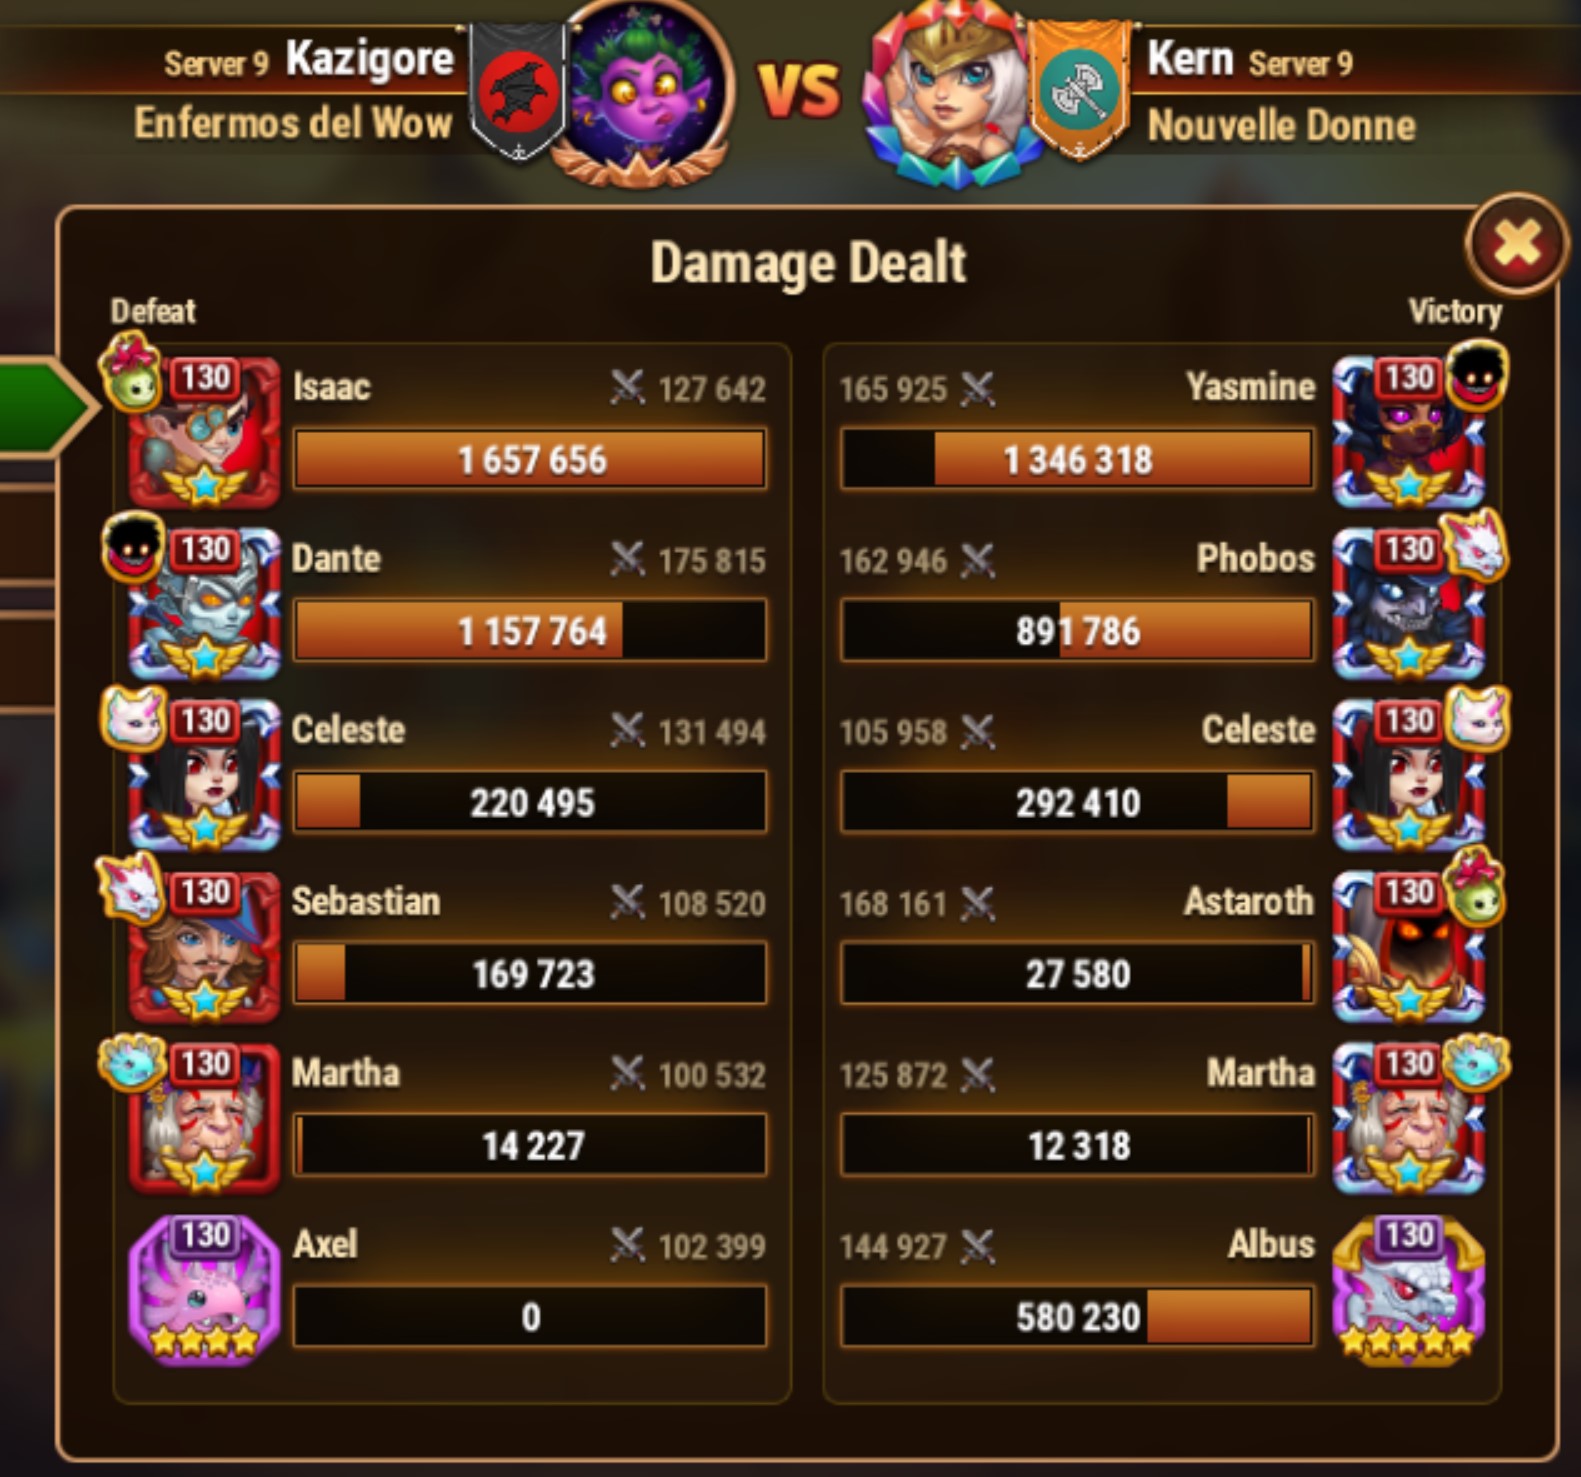 Server 9 Kazigore
Enfermos del Wow
VS
Kern Server 9
Nouvelle Donne
Damage Dealt
Defeat
Victory
130 Isaac 127 642
1 657 656
165 925 Yasmine 130
1 346 318
130 Dante 175 815
1 157 764
162 946 Phobos 130
891 786
130 Celeste 131 494
220 495
105 958 Celeste 130
292 410
130 Sebastian 108 520
169 723
168 161 Astaroth 130
27 580
130 Martha 100 532
14 227
125 872 Martha 130
12 318
130 Axel 102 399
0
144 927 Albus 130
580 230